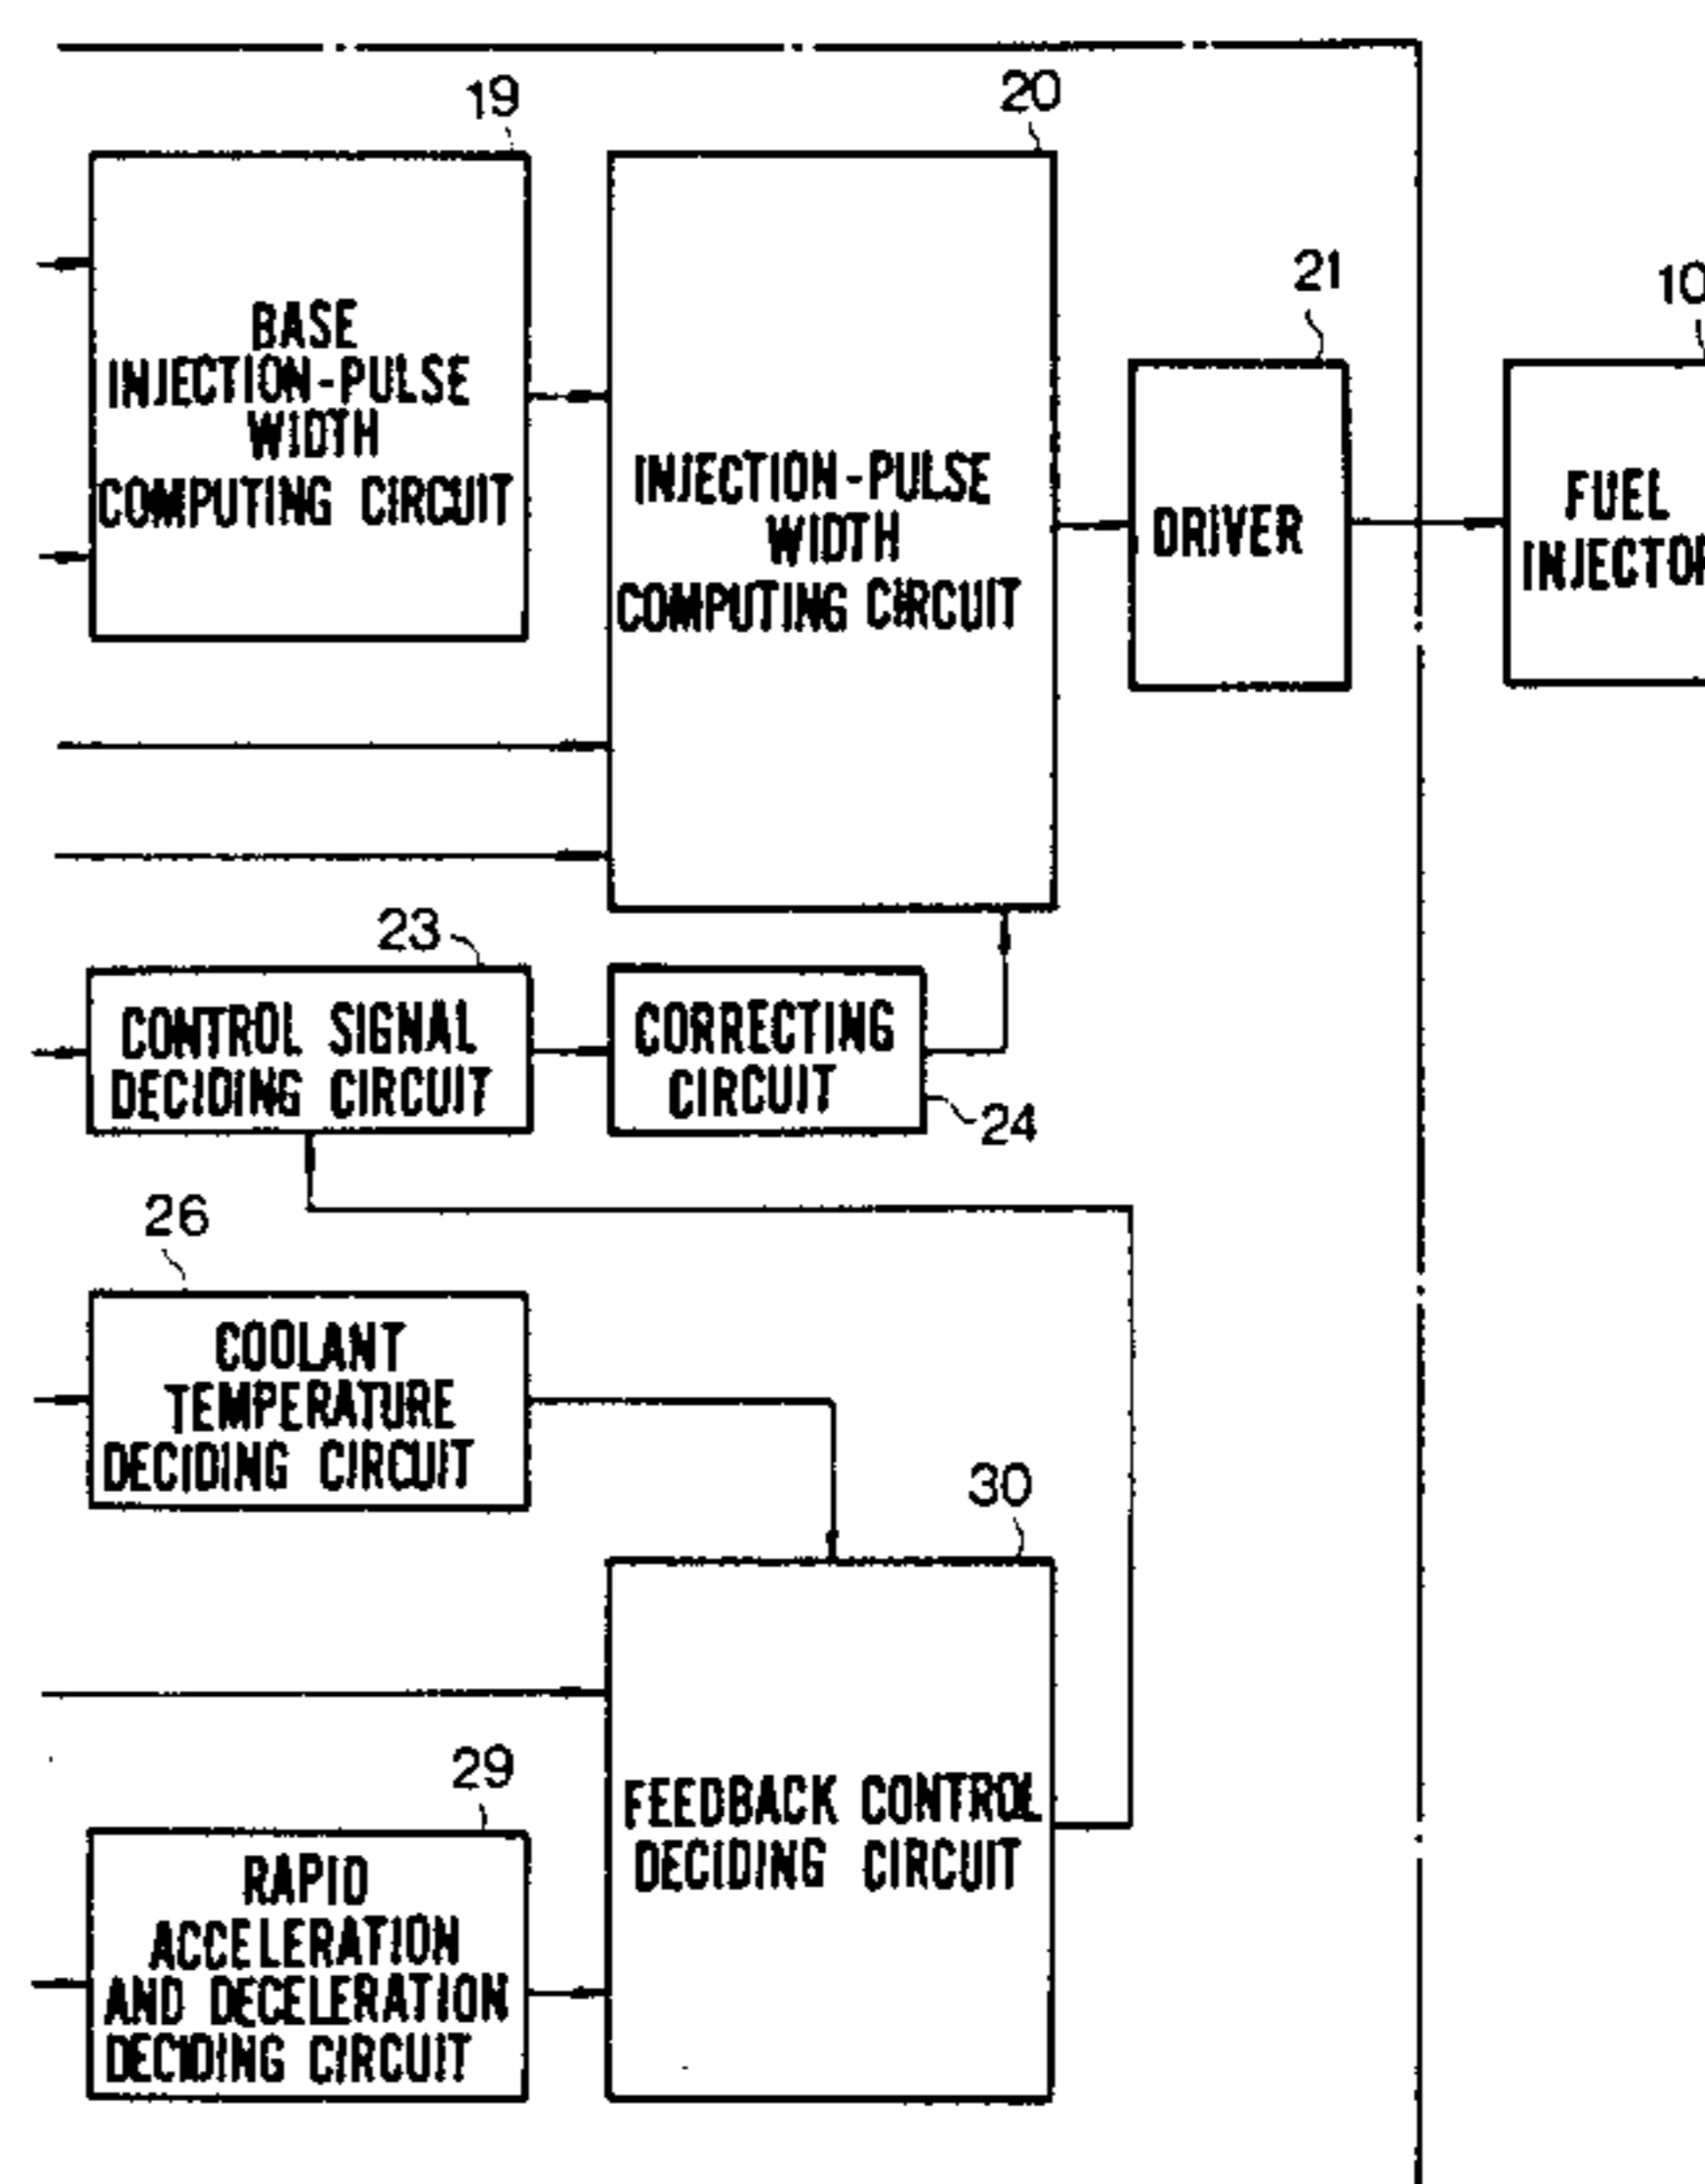 19
20
BASE
INJECTION-PULSE
WIDTH
COMPUTING CIRCUIT
INJECTION-PULSE
WIDTH
COMPUTING CIRCUIT
21
DRIVER
10
FUEL
INJECTOR
23
CONTROL SIGNAL
DECIDING CIRCUIT
CORRECTING
CIRCUIT
24
26
COOLANT
TEMPERATURE
DECIDING CIRCUIT
30
FEEDBACK CONTROL
DECIDING CIRCUIT
29
RAPID
ACCELERATION
AND DECELERATION
DECIDING CIRCUIT